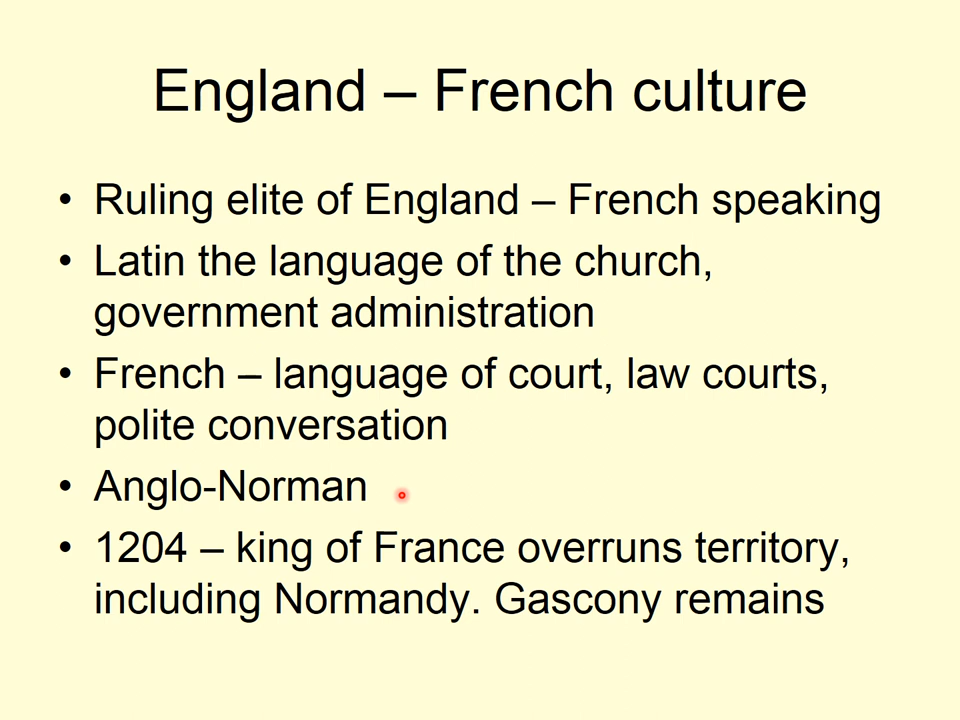 England – French culture
• Ruling elite of England – French speaking
• Latin the language of the church,
government administration
• French – language of court, law courts,
polite conversation
• Anglo-Norman
• 1204 – king of France overruns territory,
including Normandy. Gascony remains